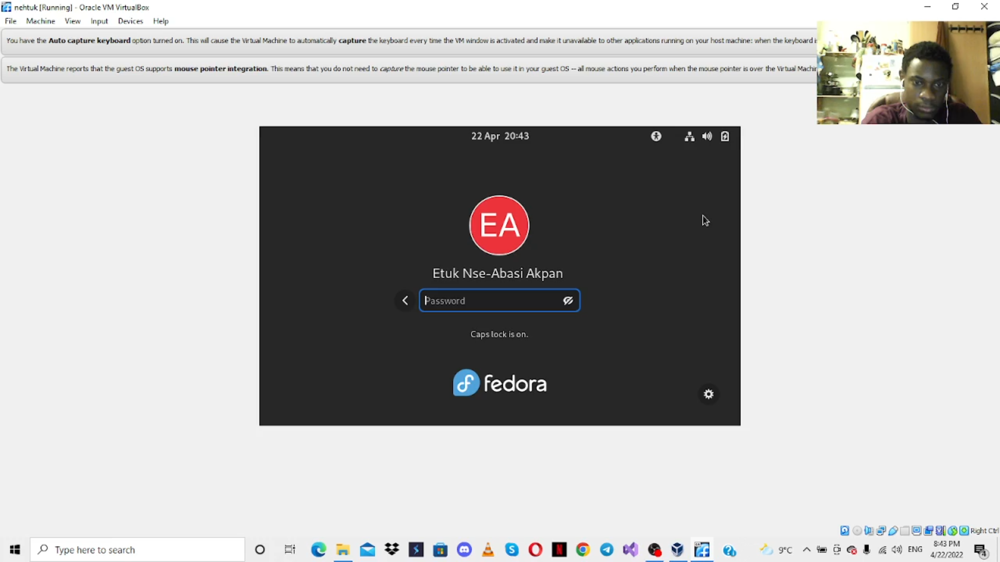 nehtuk [Running] - Oracle VM VirtualBox
File Machine View Input Devices Help
You have the Auto capture keyboard option turned on. This will cause the Virtual Machine to automatically capture the keyboard every time the VM window is activated and make it unavailable to other applications running on your host machine: when the keyboard
The Virtual Machine reports that the guest OS supports mouse pointer integration. This means that you do not need to capture the mouse pointer to be able to use it in your guest OS -- all mouse actions you perform when the mouse pointer is over the Virtual
22 Apr 20:43
EA
Etuk Nse-Abasi Akpan
Password
Caps lock is on.
fedora
Right Ctrl
Type here to search
9°C
ENG
8:43 PM
4/22/2022
4